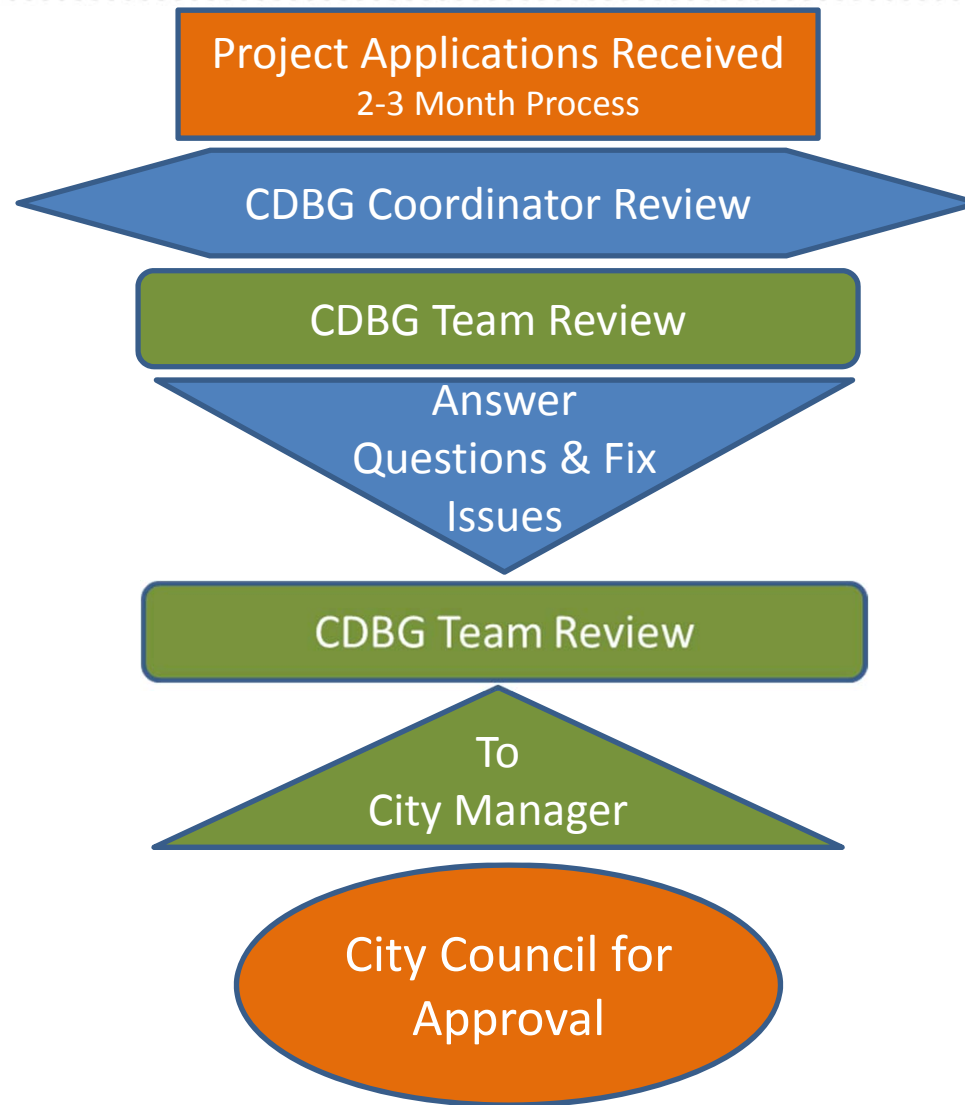 Project Applications Received
2-3 Month Process
CDBG Coordinator Review
CDBG Team Review
Answer
Questions & Fix
Issues
CDBG Team Review
To
City Manager
City Council for
Approval